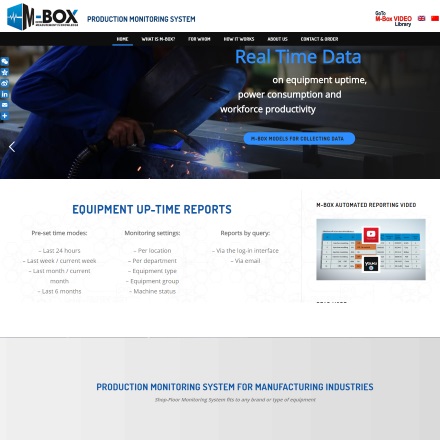 M-BOX
PRODUCTION MONITORING SYSTEM
GoTo
M-Box VIDEO
Library
HOME
WHAT IS M-BOX?
FOR WHOM
HOW IT WORKS
ABOUT US
CONTACT & ORDER
Real Time Data
on equipment uptime,
power consumption and
workforce productivity
M-BOX MODELS FOR COLLECTING DATA
EQUIPMENT UP-TIME REPORTS
Pre-set time modes:
– Last 24 hours
– Last week / current week
– Last month / current
month
– Last 6 months
Monitoring settings:
– Per location
– Per department
– Equipment type
– Equipment group
– Machine status
Reports by query:
– Via the log-in interface
– Via email
M-BOX AUTOMATED REPORTING VIDEO
PRODUCTION MONITORING SYSTEM FOR MANUFACTURING INDUSTRIES
Shop-Floor Monitoring System fits to any brand or type of equipment